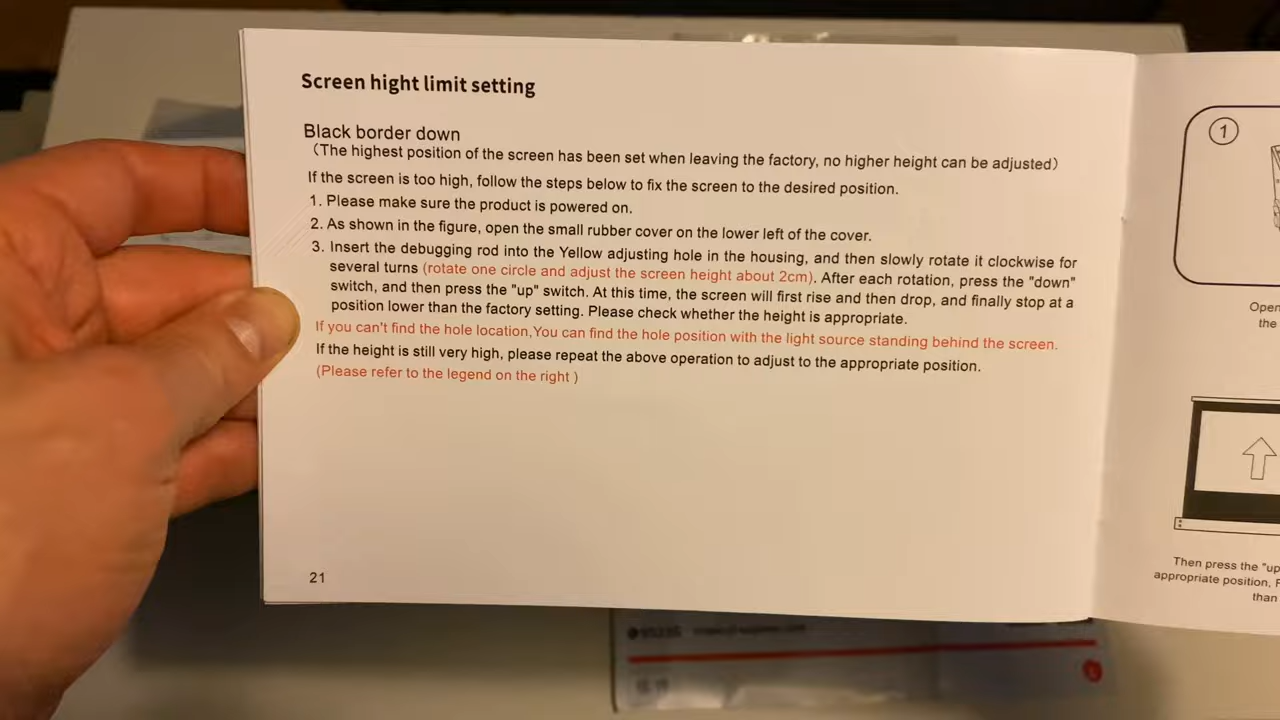 Screen hight limit setting
Black border down
(The highest position of the screen has been set when leaving the factory, no higher height can be adjusted)
If the screen is too high, follow the steps below to fix the screen to the desired position.
1. Please make sure the product is powered on.
2. As shown in the figure, open the small rubber cover on the lower left of the cover.
3. Insert the debugging rod into the Yellow adjusting hole in the housing, and then slowly rotate it clockwise for
several turns (rotate one circle and adjust the screen height about 2cm). After each rotation, press the "down"
switch, and then press the "up" switch. At this time, the screen will first rise and then drop, and finally stop at a
position lower than the factory setting. Please check whether the height is appropriate.
If you can't find the hole location,You can find the hole position with the light source standing behind the screen.
If the height is still very high, please repeat the above operation to adjust to the appropriate position.
(Please refer to the legend on the right )
21
1
Open
the
Then press the "up
appropriate position,
than